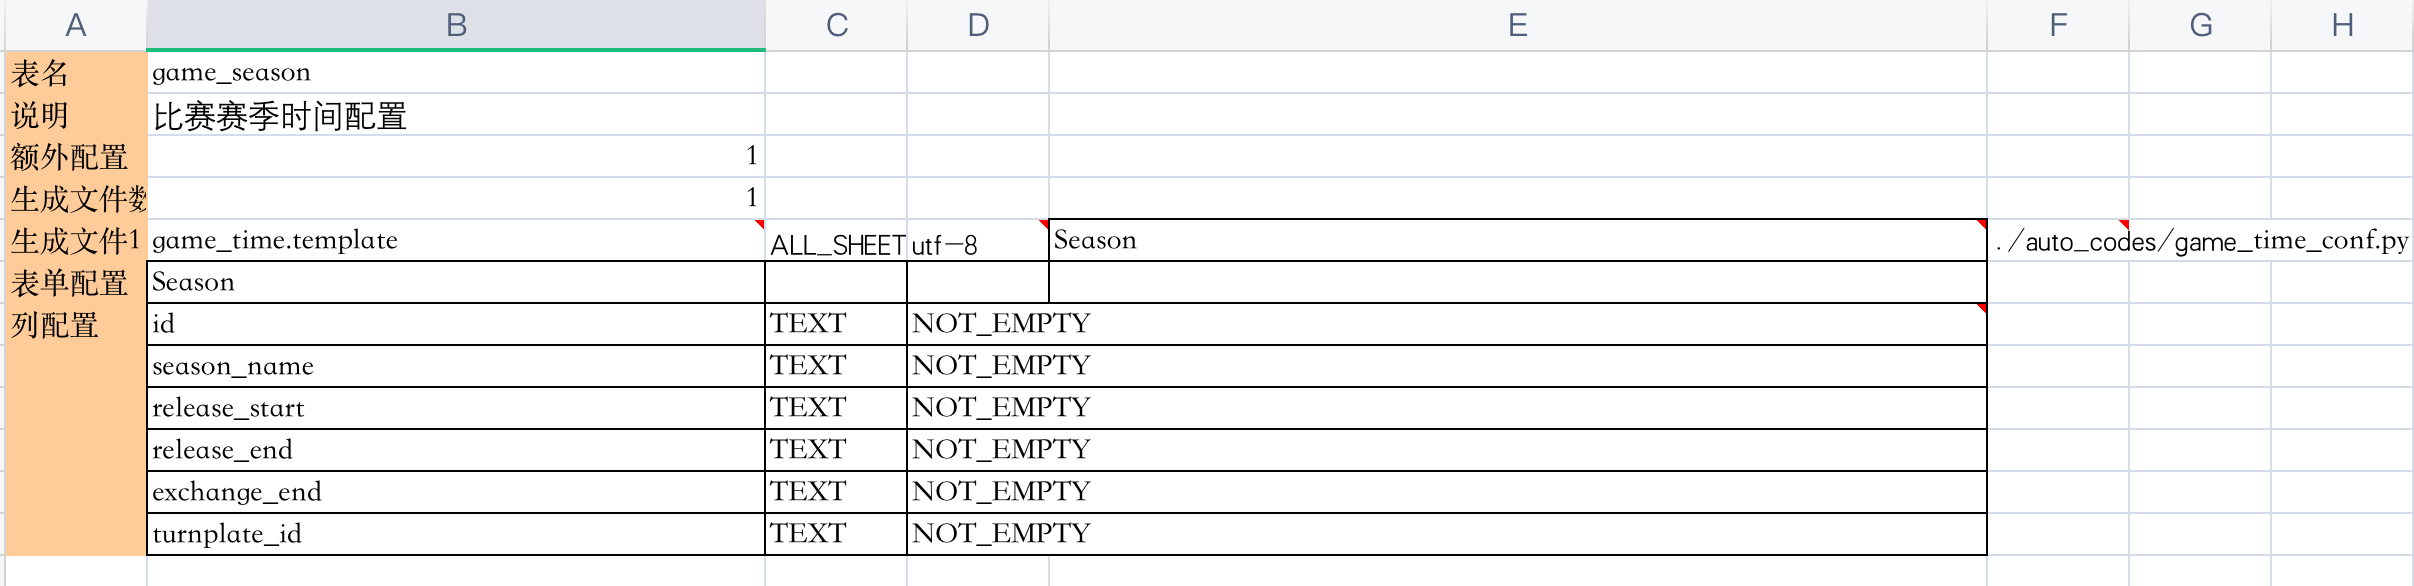 A B C D E F G H
表名 game_season
说明 比赛赛季时间配置
额外配置 1
生成文件数 1
生成文件1 game_time.template ALL_SHEET utf-8 Season ./auto_codes/game_time_conf.py
表单配置 Season
列配置 id TEXT NOT_EMPTY
season_name TEXT NOT_EMPTY
release_start TEXT NOT_EMPTY
release_end TEXT NOT_EMPTY
exchange_end TEXT NOT_EMPTY
turnplate_id TEXT NOT_EMPTY